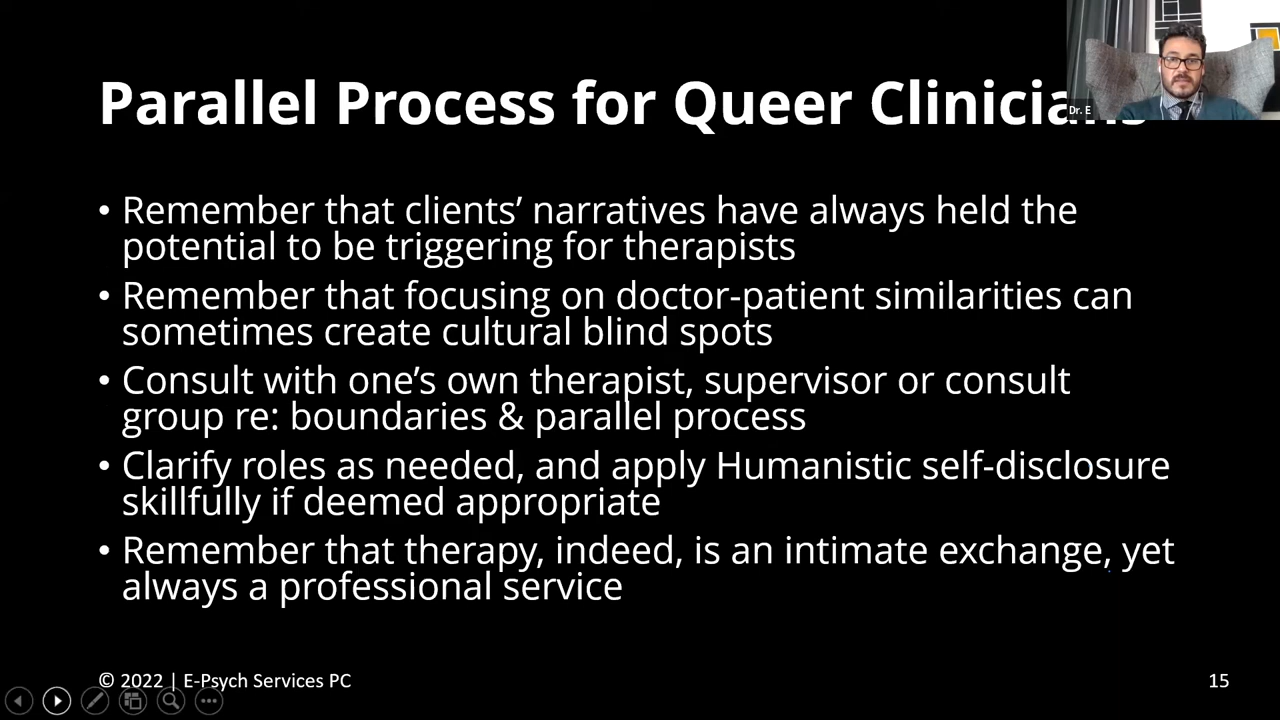 Parallel Process for Queer Clinicians
Dr. E
• Remember that clients’ narratives have always held the
potential to be triggering for therapists
• Remember that focusing on doctor-patient similarities can
sometimes create cultural blind spots
• Consult with one’s own therapist, supervisor or consult
group re: boundaries & parallel process
• Clarify roles as needed, and apply Humanistic self-disclosure
skillfully if deemed appropriate
• Remember that therapy, indeed, is an intimate exchange, yet
always a professional service
© 2022 | E-Psych Services PC
15